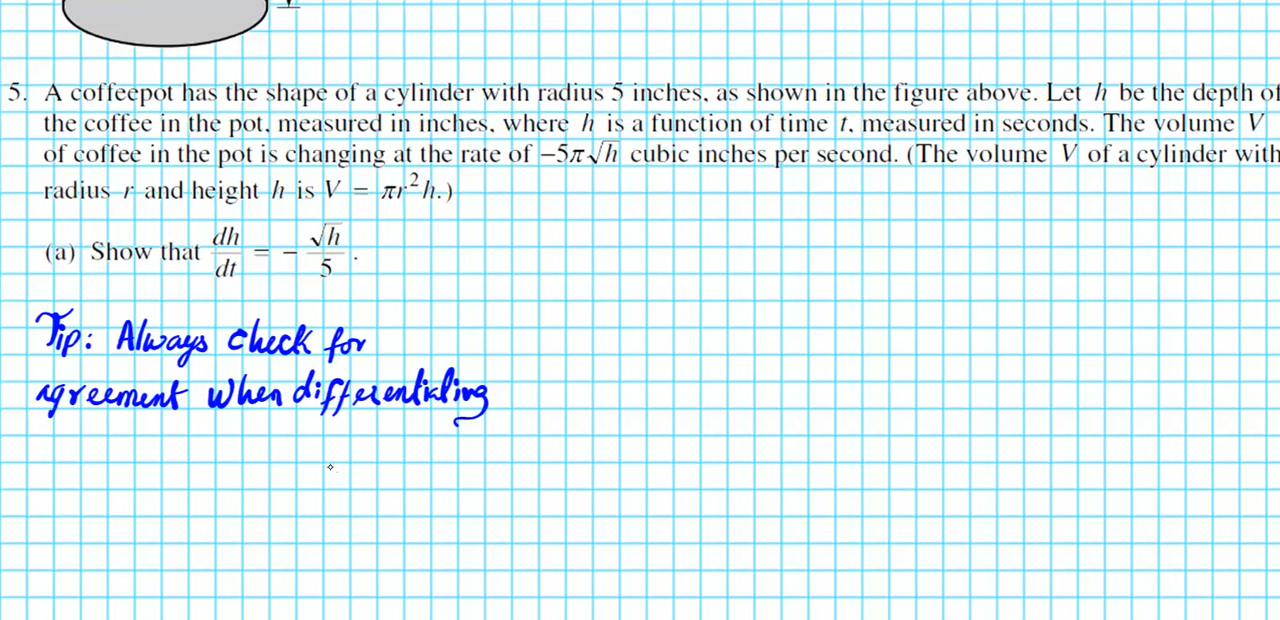 5. A coffeepot has the shape of a cylinder with radius 5 inches, as shown in the figure above. Let h be the depth of
the coffee in the pot, measured in inches, where h is a function of time t, measured in seconds. The volume V
of coffee in the pot is changing at the rate of −5π√h cubic inches per second. (The volume V of a cylinder with
radius r and height h is V = πr²h.)
(a) Show that dh/dt = − √h/5 .
Tip: Always check for
agreement when differentiating